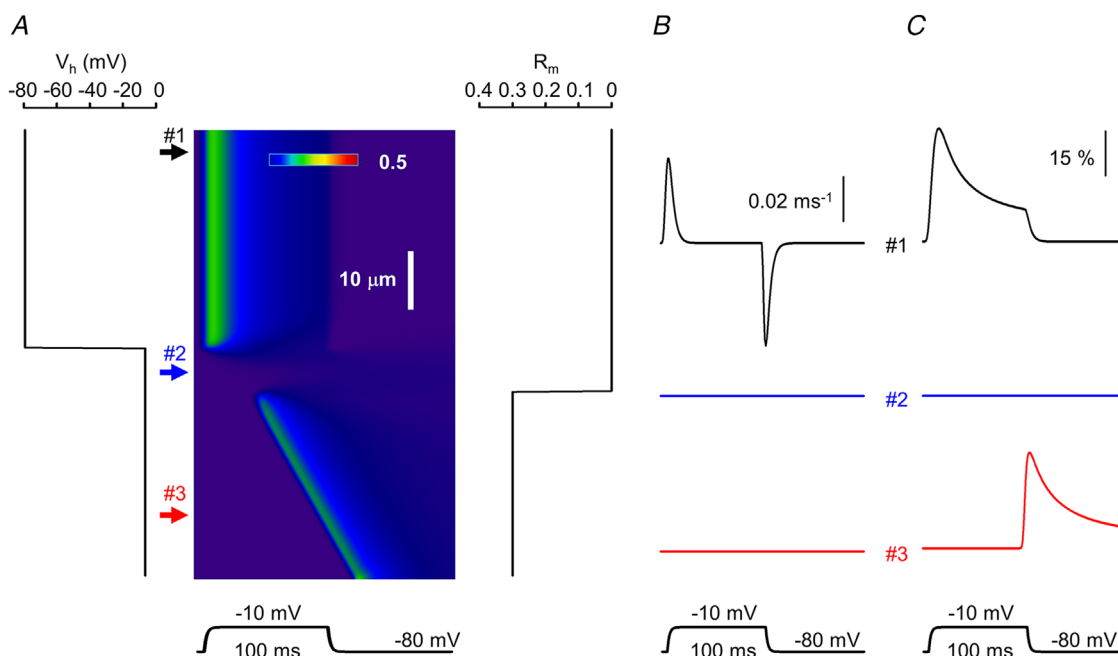 A
B
C
V_h (mV)
R_m
-80 -60 -40 -20 0
0.4 0.3 0.2 0.1 0
#1
0.5
15 %
0.02 ms⁻¹
#1
10 μm
#2
#2
#3
#3
-10 mV
-80 mV
100 ms
-10 mV
-80 mV
100 ms
-10 mV
-80 mV
100 ms